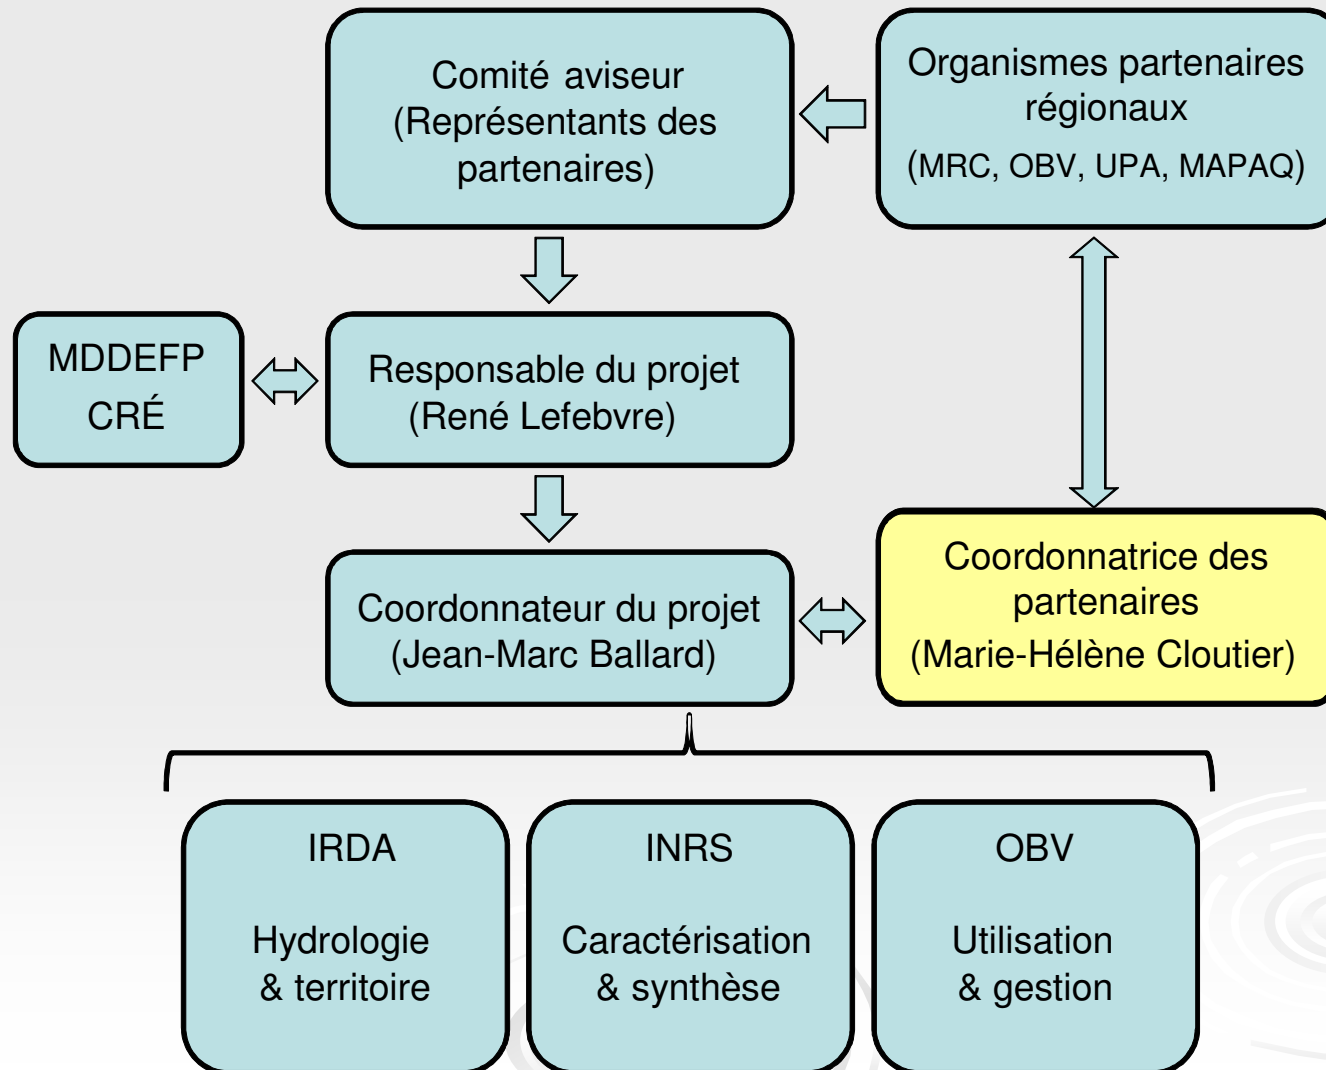 Comité aviseur
(Représentants des
partenaires)
Organismes partenaires
régionaux
(MRC, OBV, UPA, MAPAQ)
MDDEFP
CRÉ
Responsable du projet
(René Lefebvre)
Coordonnateur du projet
(Jean-Marc Ballard)
Coordonnatrice des
partenaires
(Marie-Hélène Cloutier)
IRDA
Hydrologie
& territoire
INRS
Caractérisation
& synthèse
OBV
Utilisation
& gestion